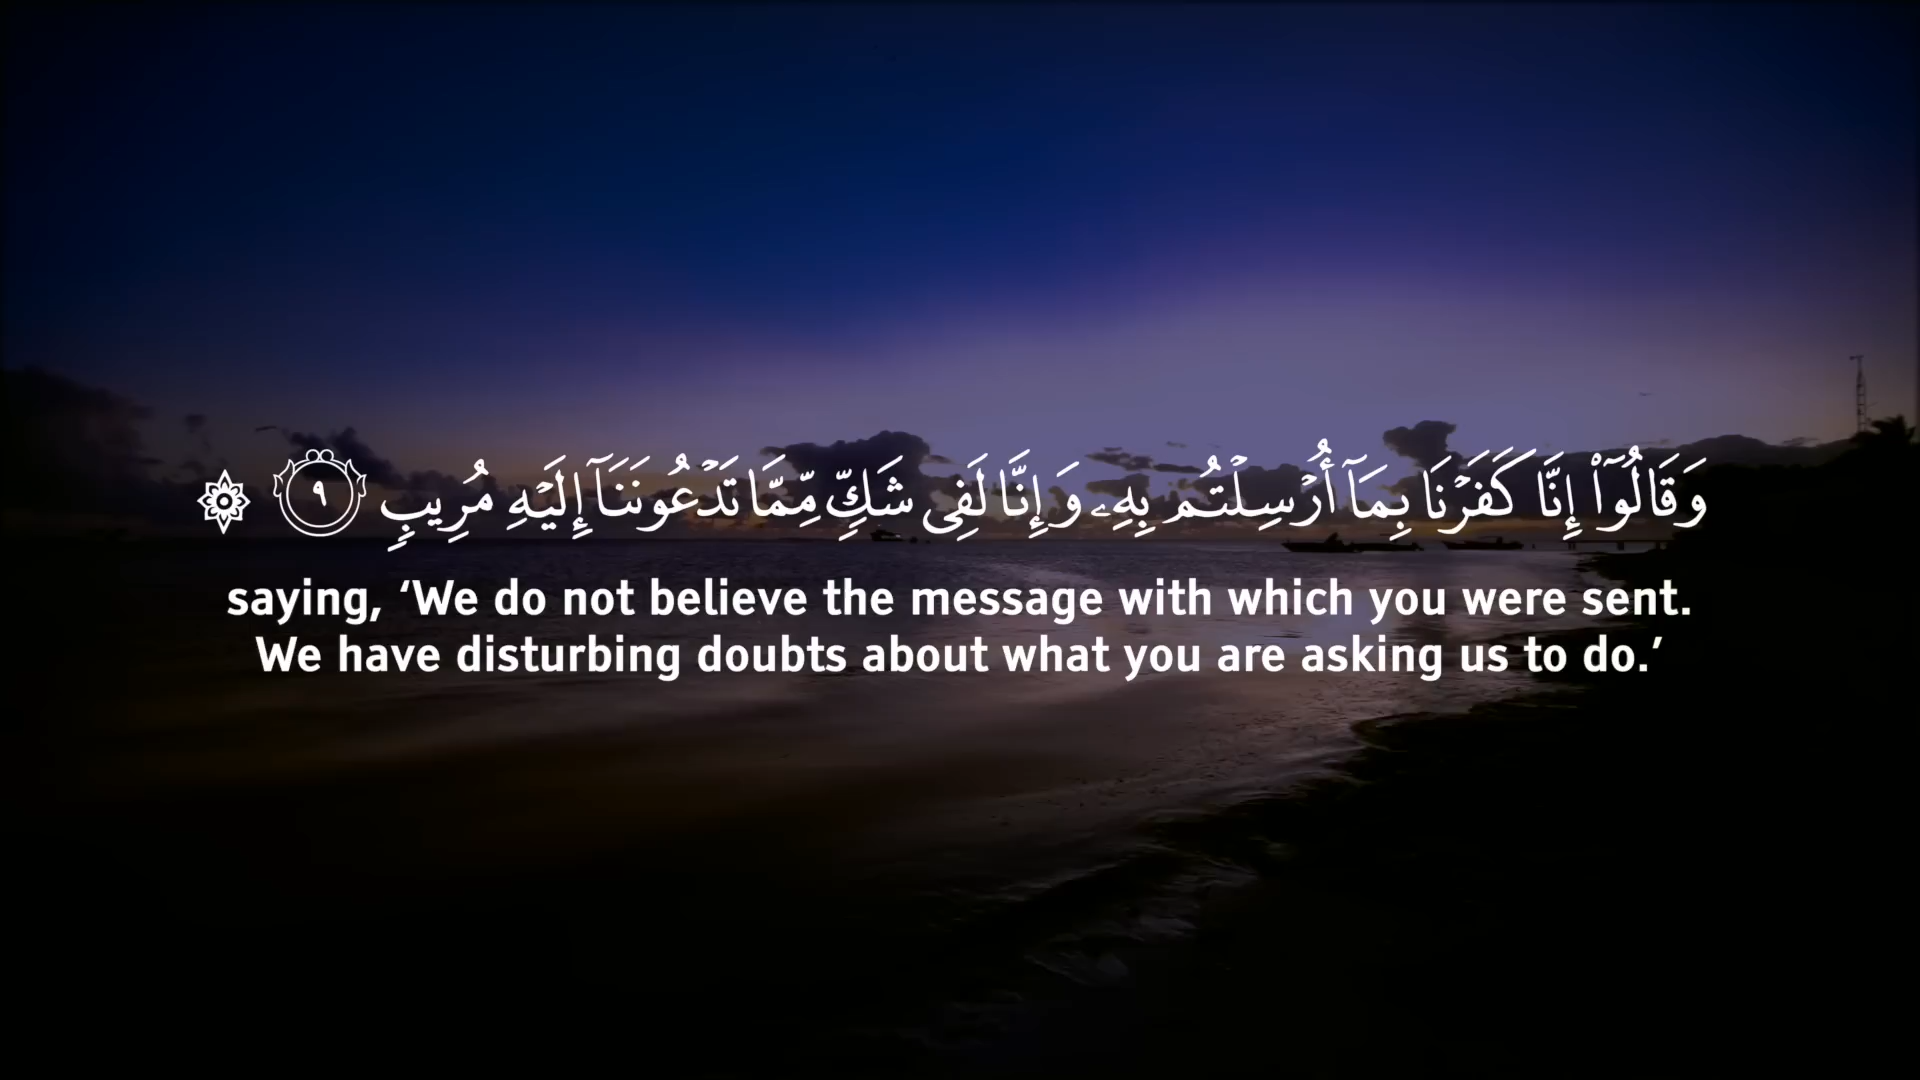 وَقَالُوٓا۟ إِنَّا كَفَرْنَا بِمَآ أُرْسِلْتُم بِهِۦ وَإِنَّا لَفِى شَكٍّ مِّمَّا تَدْعُونَنَآ إِلَيْهِ مُرِيبٍ ٩ ۞
saying, ‘We do not believe the message with which you were sent.
We have disturbing doubts about what you are asking us to do.’